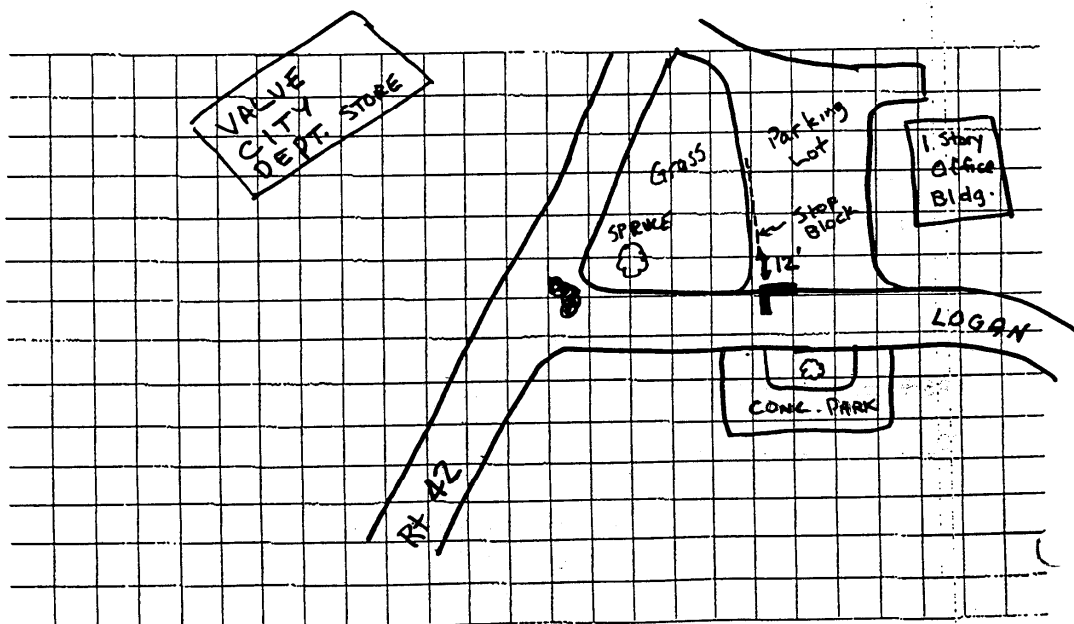 VALUE
CITY
DEPT. STORE
Grass
SPRUCE
Parking
Lot
Stop
Block
12'
1. Story
Office
Bldg.
LOGAN
CONC. PARK
Rt 42